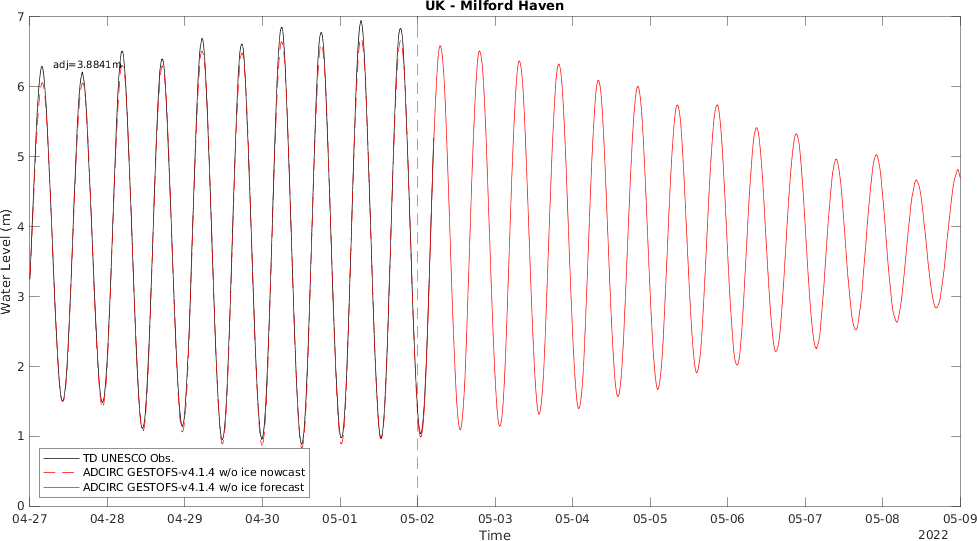 UK - Milford Haven
7
adj=3.8841m
6
5
4
3
2
1
0
Water Level (m)
TD UNESCO Obs.
ADCIRC GESTOFS-v4.1.4 w/o ice nowcast
ADCIRC GESTOFS-v4.1.4 w/o ice forecast
04-27 04-28 04-29 04-30 05-01 05-02 05-03 05-04 05-05 05-06 05-07 05-08 05-09
Time
2022